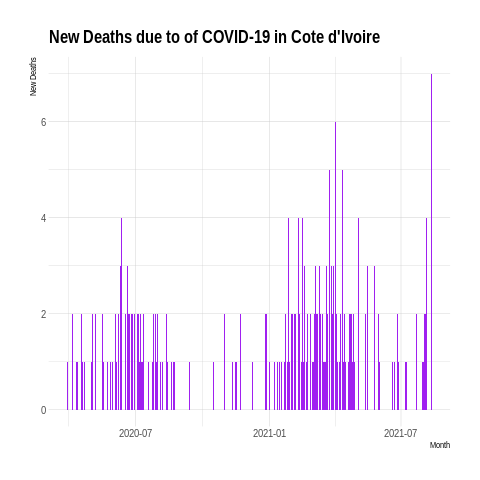 New Deaths due to of COVID-19 in Cote d'Ivoire
New Deaths
6
4
2
0
2020-07 2021-01 2021-07
Month